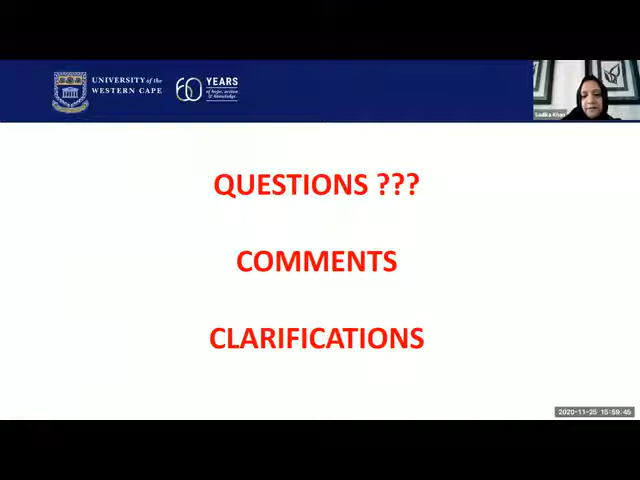 UNIVERSITY of the
WESTERN CAPE
60 YEARS
of hope, action
& knowledge
Sadika Khan
QUESTIONS ???
COMMENTS
CLARIFICATIONS
2020-11-25 15:59:45